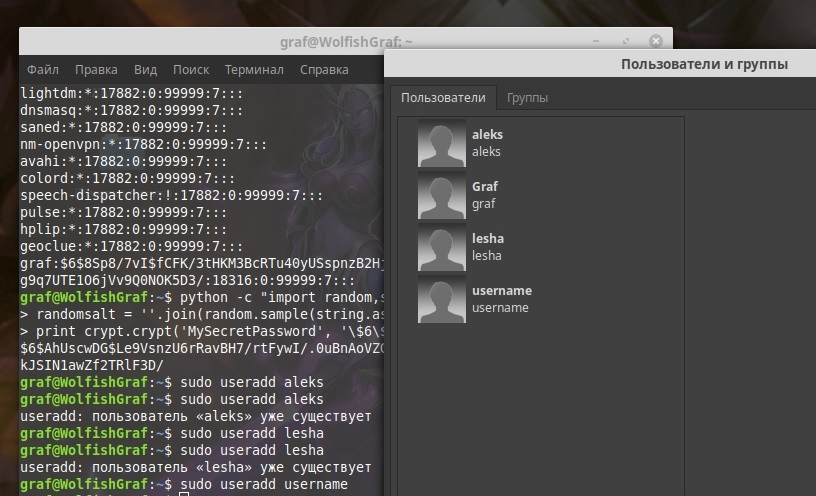 graf@WolfishGraf: ~
Файл Правка Вид Поиск Терминал Справка
lightdm:*:17882:0:99999:7:::
dnsmasq:*:17882:0:99999:7:::
saned:*:17882:0:99999:7:::
nm-openvpn:*:17882:0:99999:7:::
avahi:*:17882:0:99999:7:::
colord:*:17882:0:99999:7:::
speech-dispatcher:!:17882:0:99999:7:::
pulse:*:17882:0:99999:7:::
hplip:*:17882:0:99999:7:::
geoclue:*:17882:0:99999:7:::
graf:$6$8Sp8/7vI$fCFK/3tHKM3BcRTu40yUSspnzB2Hj
g9q7UTE1O6jVv9Q0NOK5D3/:18316:0:99999:7:::
graf@WolfishGraf:~$ python -c "import random,s
> randomsalt = ''.join(random.sample(string.as
> print crypt.crypt('MySecretPassword', '\$6\$
$6$AhUscwDG$Le9VsnzU6rRavBH7/rtFywI/.0uBnAoVZG
kJSIN1awZf2TRlF3D/
graf@WolfishGraf:~$ sudo useradd aleks
graf@WolfishGraf:~$ sudo useradd aleks
useradd: пользователь «aleks» уже существует
graf@WolfishGraf:~$ sudo useradd lesha
graf@WolfishGraf:~$ sudo useradd lesha
useradd: пользователь «lesha» уже существует
graf@WolfishGraf:~$ sudo useradd username
Пользователи и группы
Пользователи Группы
aleks
aleks
Graf
graf
lesha
lesha
username
username